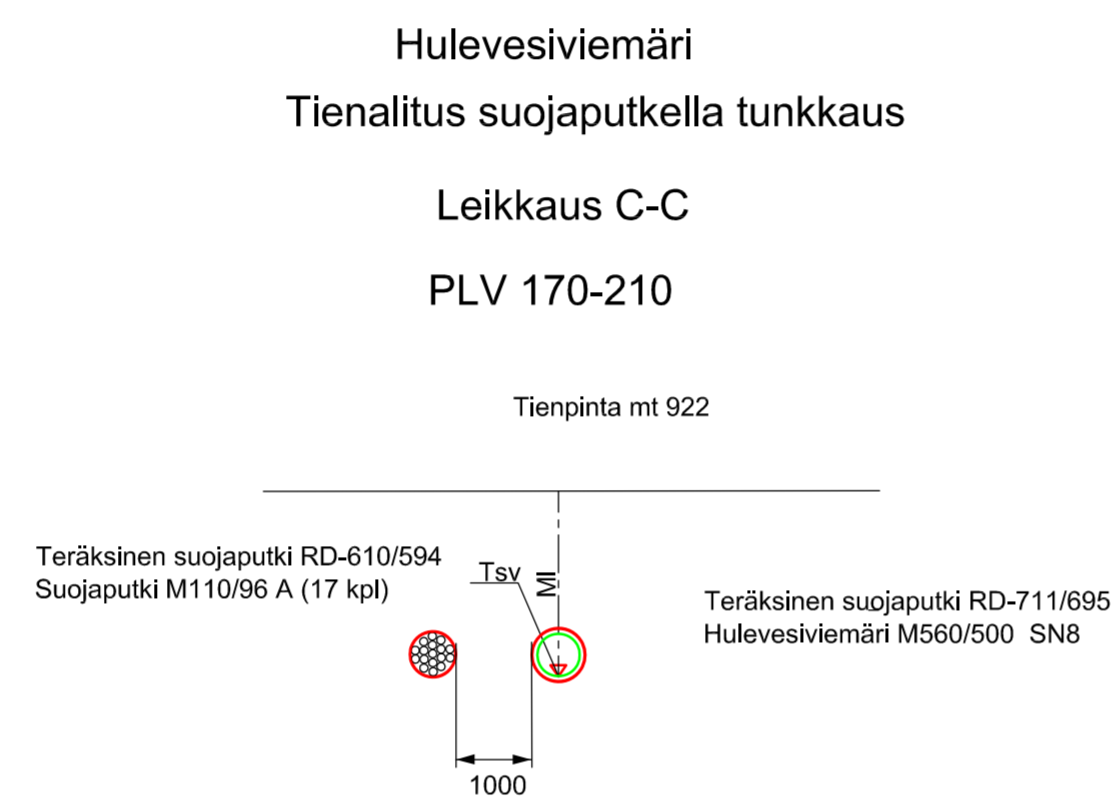 Hulevesiviemäri
Tienalitus suojaputkella tunkkaus
Leikkaus C-C
PLV 170-210
Tienpinta mt 922
Teräksinen suojaputki RD-610/594
Suojaputki M110/96 A (17 kpl)
Tsv
Ml
Teräksinen suojaputki RD-711/695
Hulevesiviemäri M560/500 SN8
1000